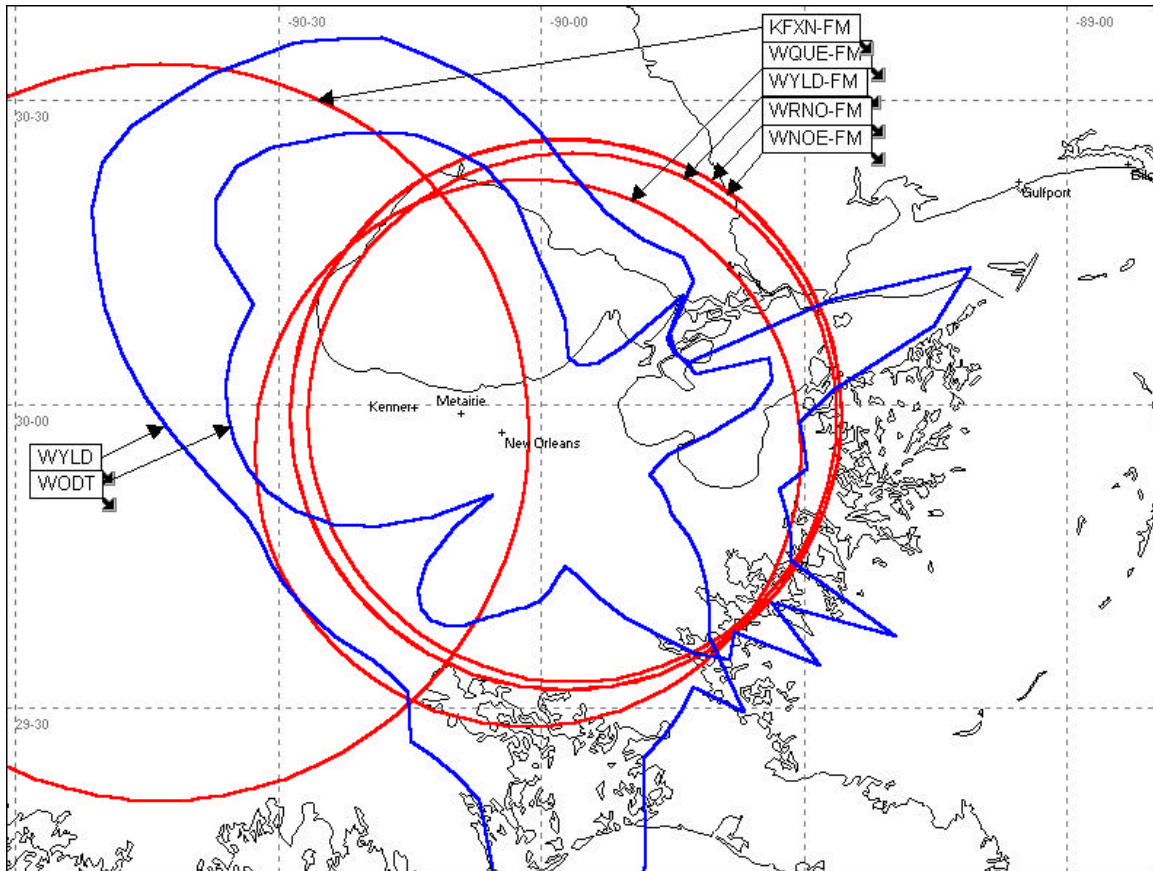 -90-30
-90-00
-89-00
KFXN-FM
WQUE-FM
WYLD-FM
WRNO-FM
WNOE-FM
30-30
Gulfport
Metairie
Kenner
30-00
New Orleans
WYLD
WODT
29-30